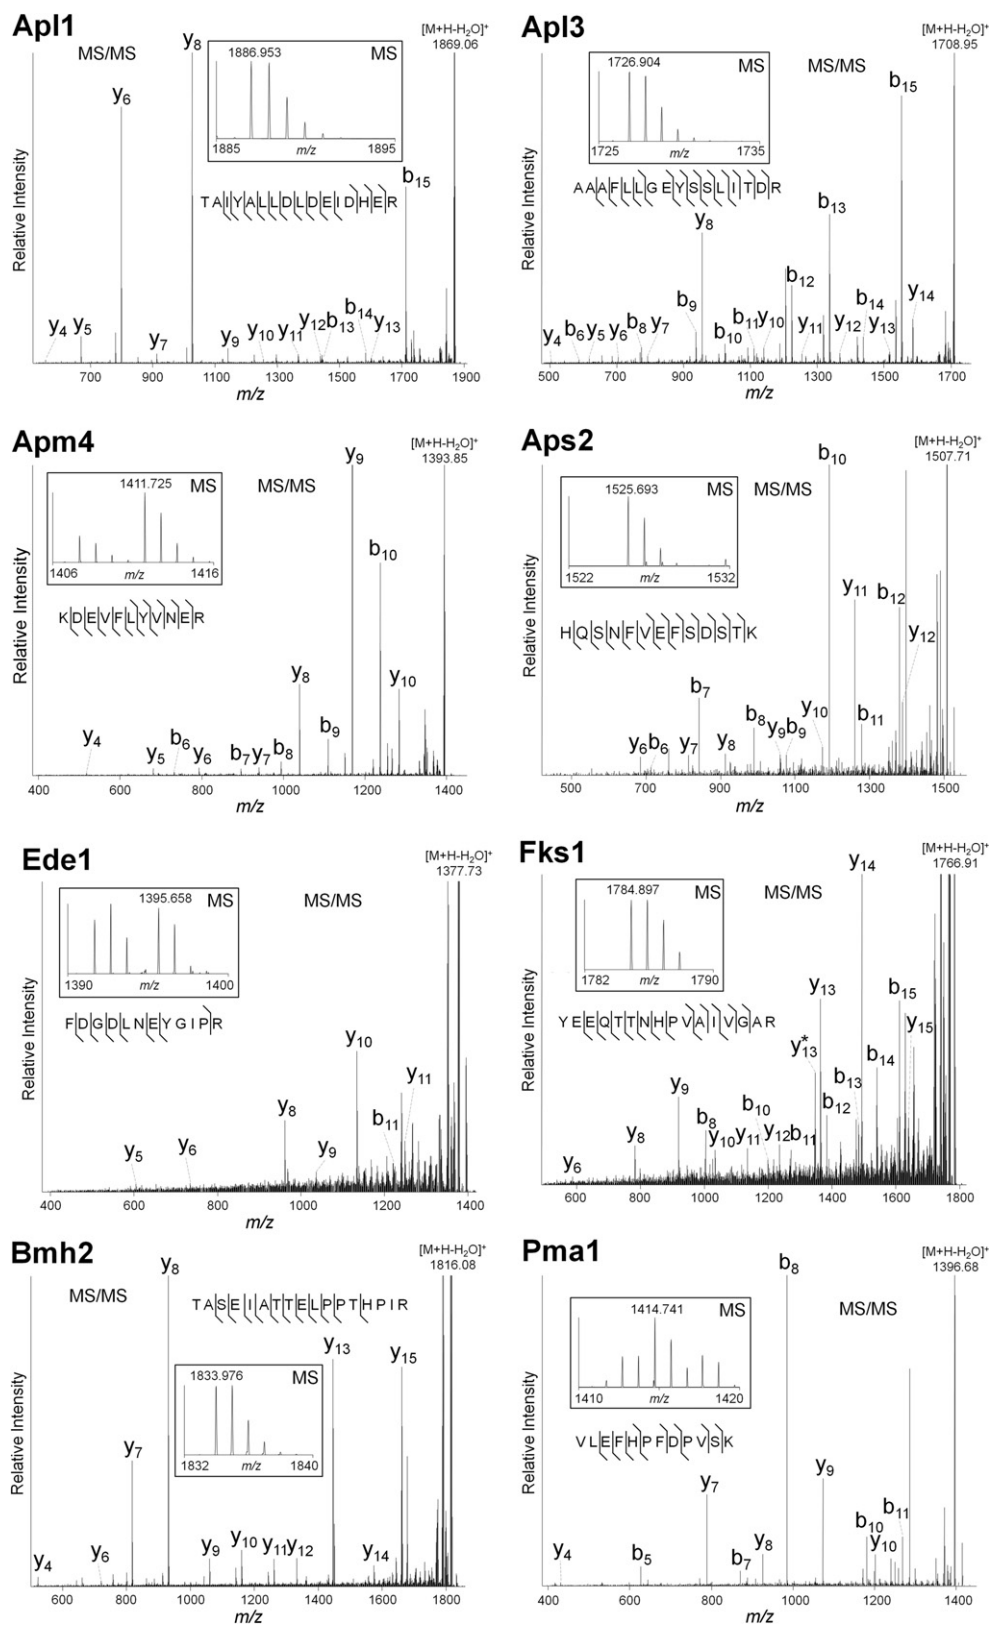 Apl1
[M+H-H₂O]⁺
1869.06
MS/MS
y₈
1886.953
MS
1885
m/z
1895
y₆
b₁₅
TAIYALLDLDEIDHER
y₄
y₅
y₇
y₉
y₁₀
y₁₁
y₁₂
b₁₃
b₁₄
y₁₃
Relative Intensity
700
900
1100
1300
1500
1700
1900
m/z
Apl3
[M+H-H₂O]⁺
1708.95
1726.904
MS
1725
m/z
1735
MS/MS
b₁₅
AAAFLLGEYSSLITDR
y₈
b₁₃
b₉
b₁₂
y₄
b₆
y₅
y₆
b₈
y₇
b₁₀
b₁₁
y₁₀
y₁₁
y₁₂
b₁₄
y₁₃
y₁₄
Relative Intensity
500
700
900
1100
1300
1500
1700
m/z
Apm4
[M+H-H₂O]⁺
1393.85
y₉
1411.725
MS
1406
m/z
1416
MS/MS
b₁₀
KDEVFLYVNER
y₈
y₁₀
y₄
y₅
b₆
y₆
b₇
y₇
b₈
b₉
Relative Intensity
400
600
800
1000
1200
1400
m/z
Aps2
[M+H-H₂O]⁺
1507.71
b₁₀
1525.693
MS
1522
m/z
1532
MS/MS
y₁₁
b₁₂
y₁₂
HQSNFVEFSDSTK
b₇
y₆
b₆
y₇
y₈
b₈
y₉
b₉
y₁₀
b₁₁
Relative Intensity
500
700
900
1100
1300
1500
m/z
Ede1
[M+H-H₂O]⁺
1377.73
1395.658
MS
1390
m/z
1400
MS/MS
FDGDLNEYGIPR
y₁₀
y₁₁
y₈
b₁₁
y₅
y₆
y₉
Relative Intensity
400
600
800
1000
1200
1400
m/z
Fks1
[M+H-H₂O]⁺
1766.91
y₁₄
1784.897
MS
1782
m/z
1790
MS/MS
YEEQTTNHPVAIVGAR
y₁₃
b₁₅
y₁₅
y*₁₃
b₁₄
b₁₃
b₁₂
y₉
b₁₀
b₈
y₈
y₁₀
y₁₁
y₁₂
b₁₁
y₆
Relative Intensity
600
800
1000
1200
1400
1600
1800
m/z
Bmh2
[M+H-H₂O]⁺
1816.08
y₈
MS/MS
TASEIATTELPPTHPIR
y₁₃
y₁₅
1833.976
MS
1832
m/z
1840
y₇
y₄
y₆
y₉
y₁₀
y₁₁
y₁₂
y₁₄
Relative Intensity
600
800
1000
1200
1400
1600
1800
m/z
Pma1
[M+H-H₂O]⁺
1396.68
b₈
1414.741
MS
1410
m/z
1420
MS/MS
VLEFHPFDPVSK
y₉
y₇
b₁₀
b₁₁
y₄
b₅
b₇
y₈
y₁₀
Relative Intensity
400
600
800
1000
1200
1400
m/z